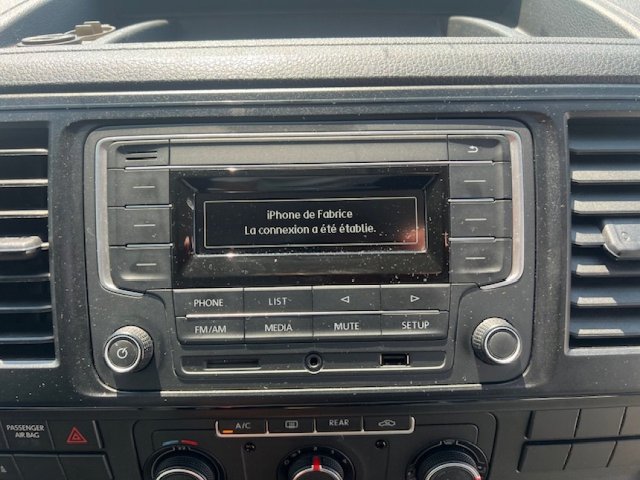 iPhone de Fabrice
La connexion a été établie.
PHONE LIST
FM/AM MEDIA MUTE SETUP
PASSENGER
AIR BAG
A/C REAR